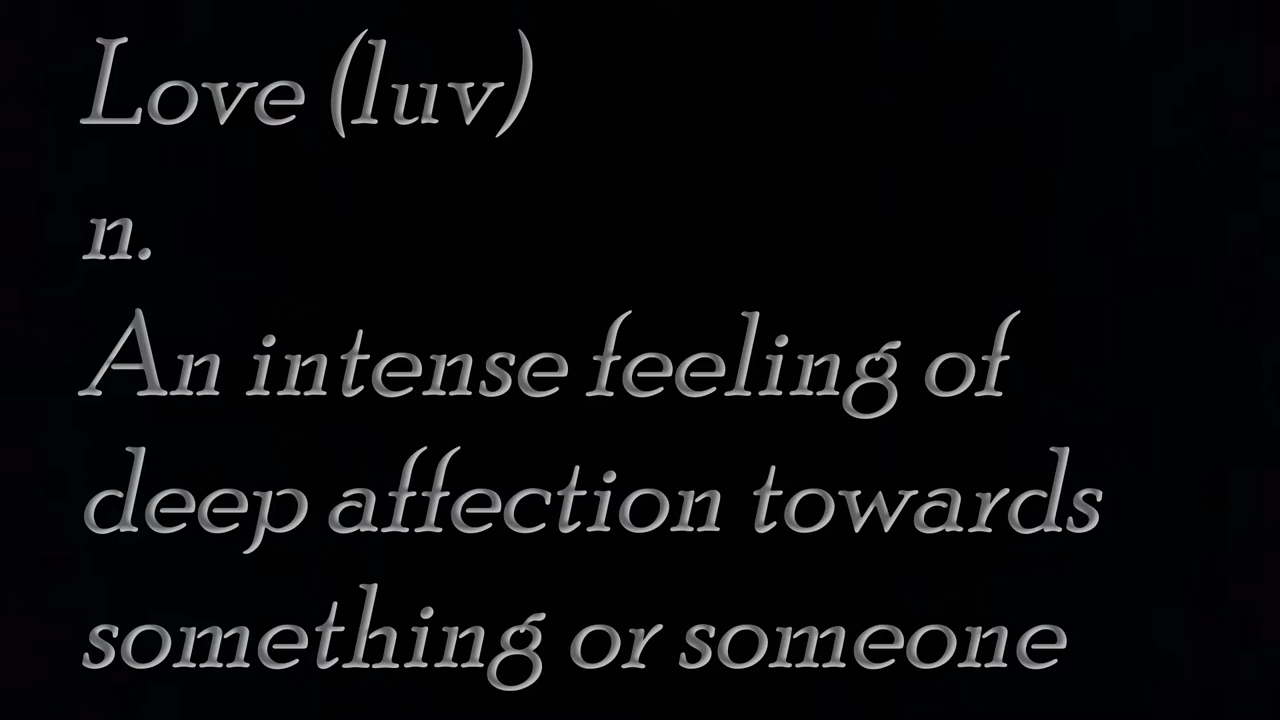 Love (luv)
n.
An intense feeling of
deep affection towards
something or someone